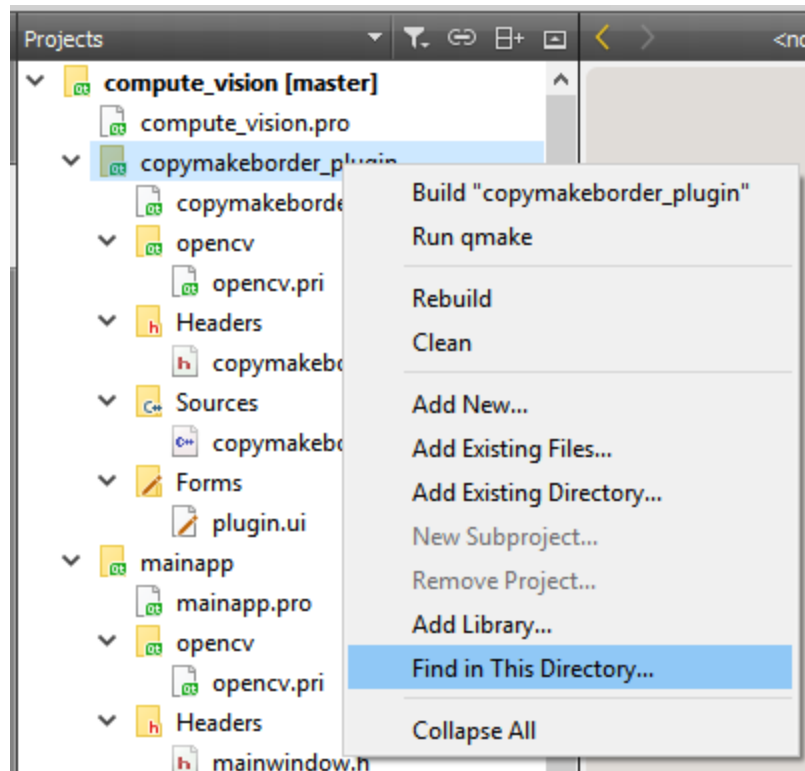 Projects
<no
compute_vision [master]
compute_vision.pro
copymakeborder_plugin
copymakeborde
opencv
opencv.pri
Headers
copymakebo
Sources
copymakebo
Forms
plugin.ui
mainapp
mainapp.pro
opencv
opencv.pri
Headers
mainwindow.h
Build "copymakeborder_plugin"
Run qmake
Rebuild
Clean
Add New...
Add Existing Files...
Add Existing Directory...
New Subproject...
Remove Project...
Add Library...
Find in This Directory...
Collapse All